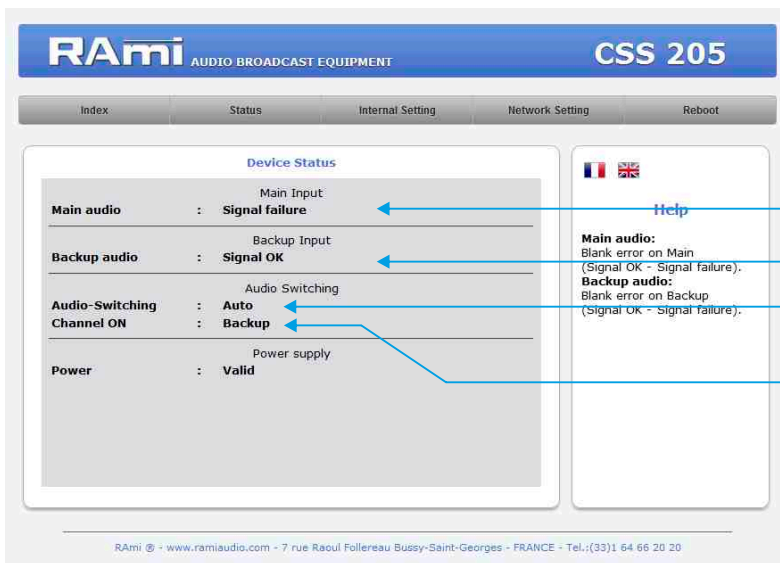 RAmi AUDIO BROADCAST EQUIPMENT CSS 205
Index Status Internal Setting Network Setting Reboot
Device Status
Main Input
Main audio : Signal failure
Backup Input
Backup audio : Signal OK
Audio Switching
Audio-Switching : Auto
Channel ON : Backup
Power supply
Power : Valid
Help
Main audio:
Blank error on Main
(Signal OK - Signal failure).
Backup audio:
Blank error on Backup
(Signal OK - Signal failure).
RAmi ® - www.ramiaudio.com - 7 rue Raoul Follereau Bussy-Saint-Georges - FRANCE - Tel.:(33)1 64 66 20 20